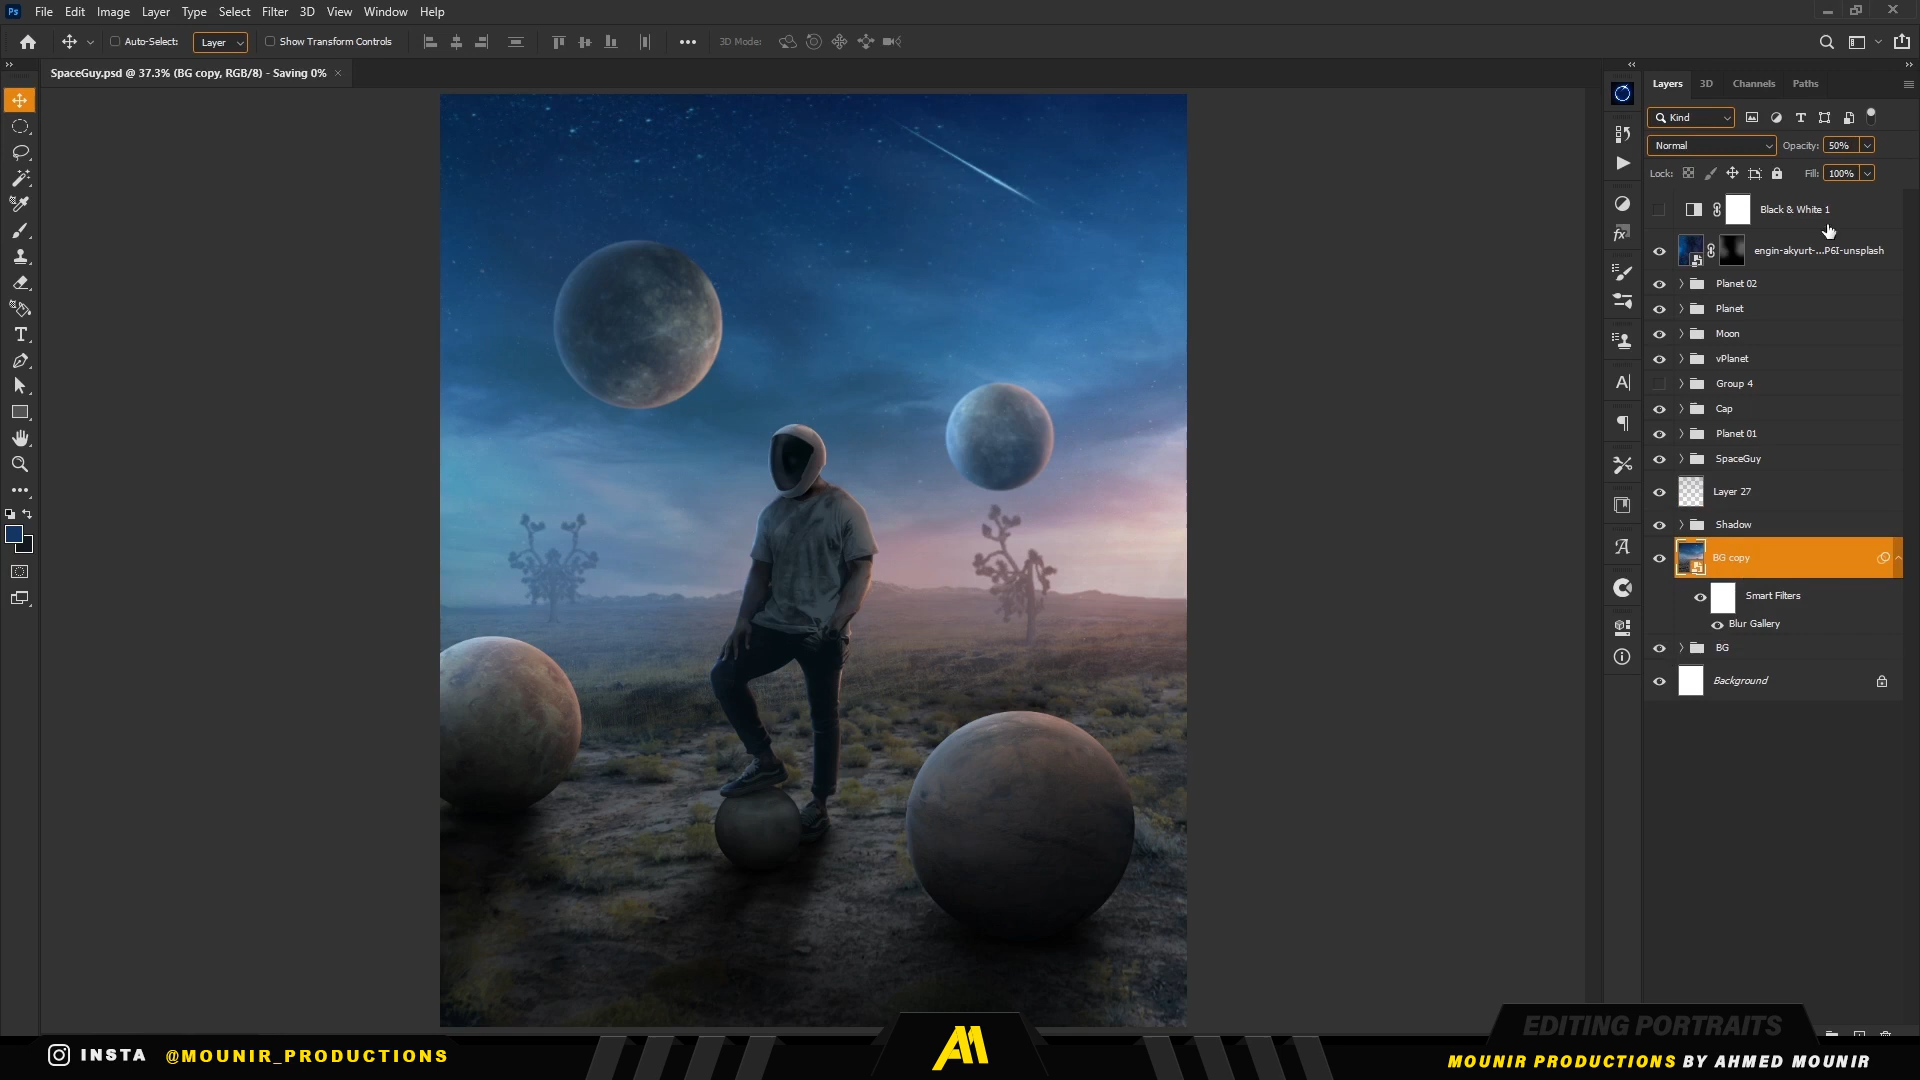 Ps File Edit Image Layer Type Select Filter 3D View Window Help
Auto-Select: Layer Show Transform Controls 3D Mode:
SpaceGuy.psd @ 37.3% (BG copy, RGB/8) - Saving 0% ×
Layers 3D Channels Paths
Kind
Normal Opacity: 50%
Lock: Fill: 100%
Black & White 1
engin-akyurt-...P6I-unsplash
Planet 02
Planet
Moon
vPlanet
Group 4
Cap
Planet 01
SpaceGuy
Layer 27
Shadow
BG copy
Smart Filters
Blur Gallery
BG
Background
EDITING PORTRAITS
INSTA @MOUNIR_PRODUCTIONS
AM
MOUNIR PRODUCTIONS BY AHMED MOUNIR